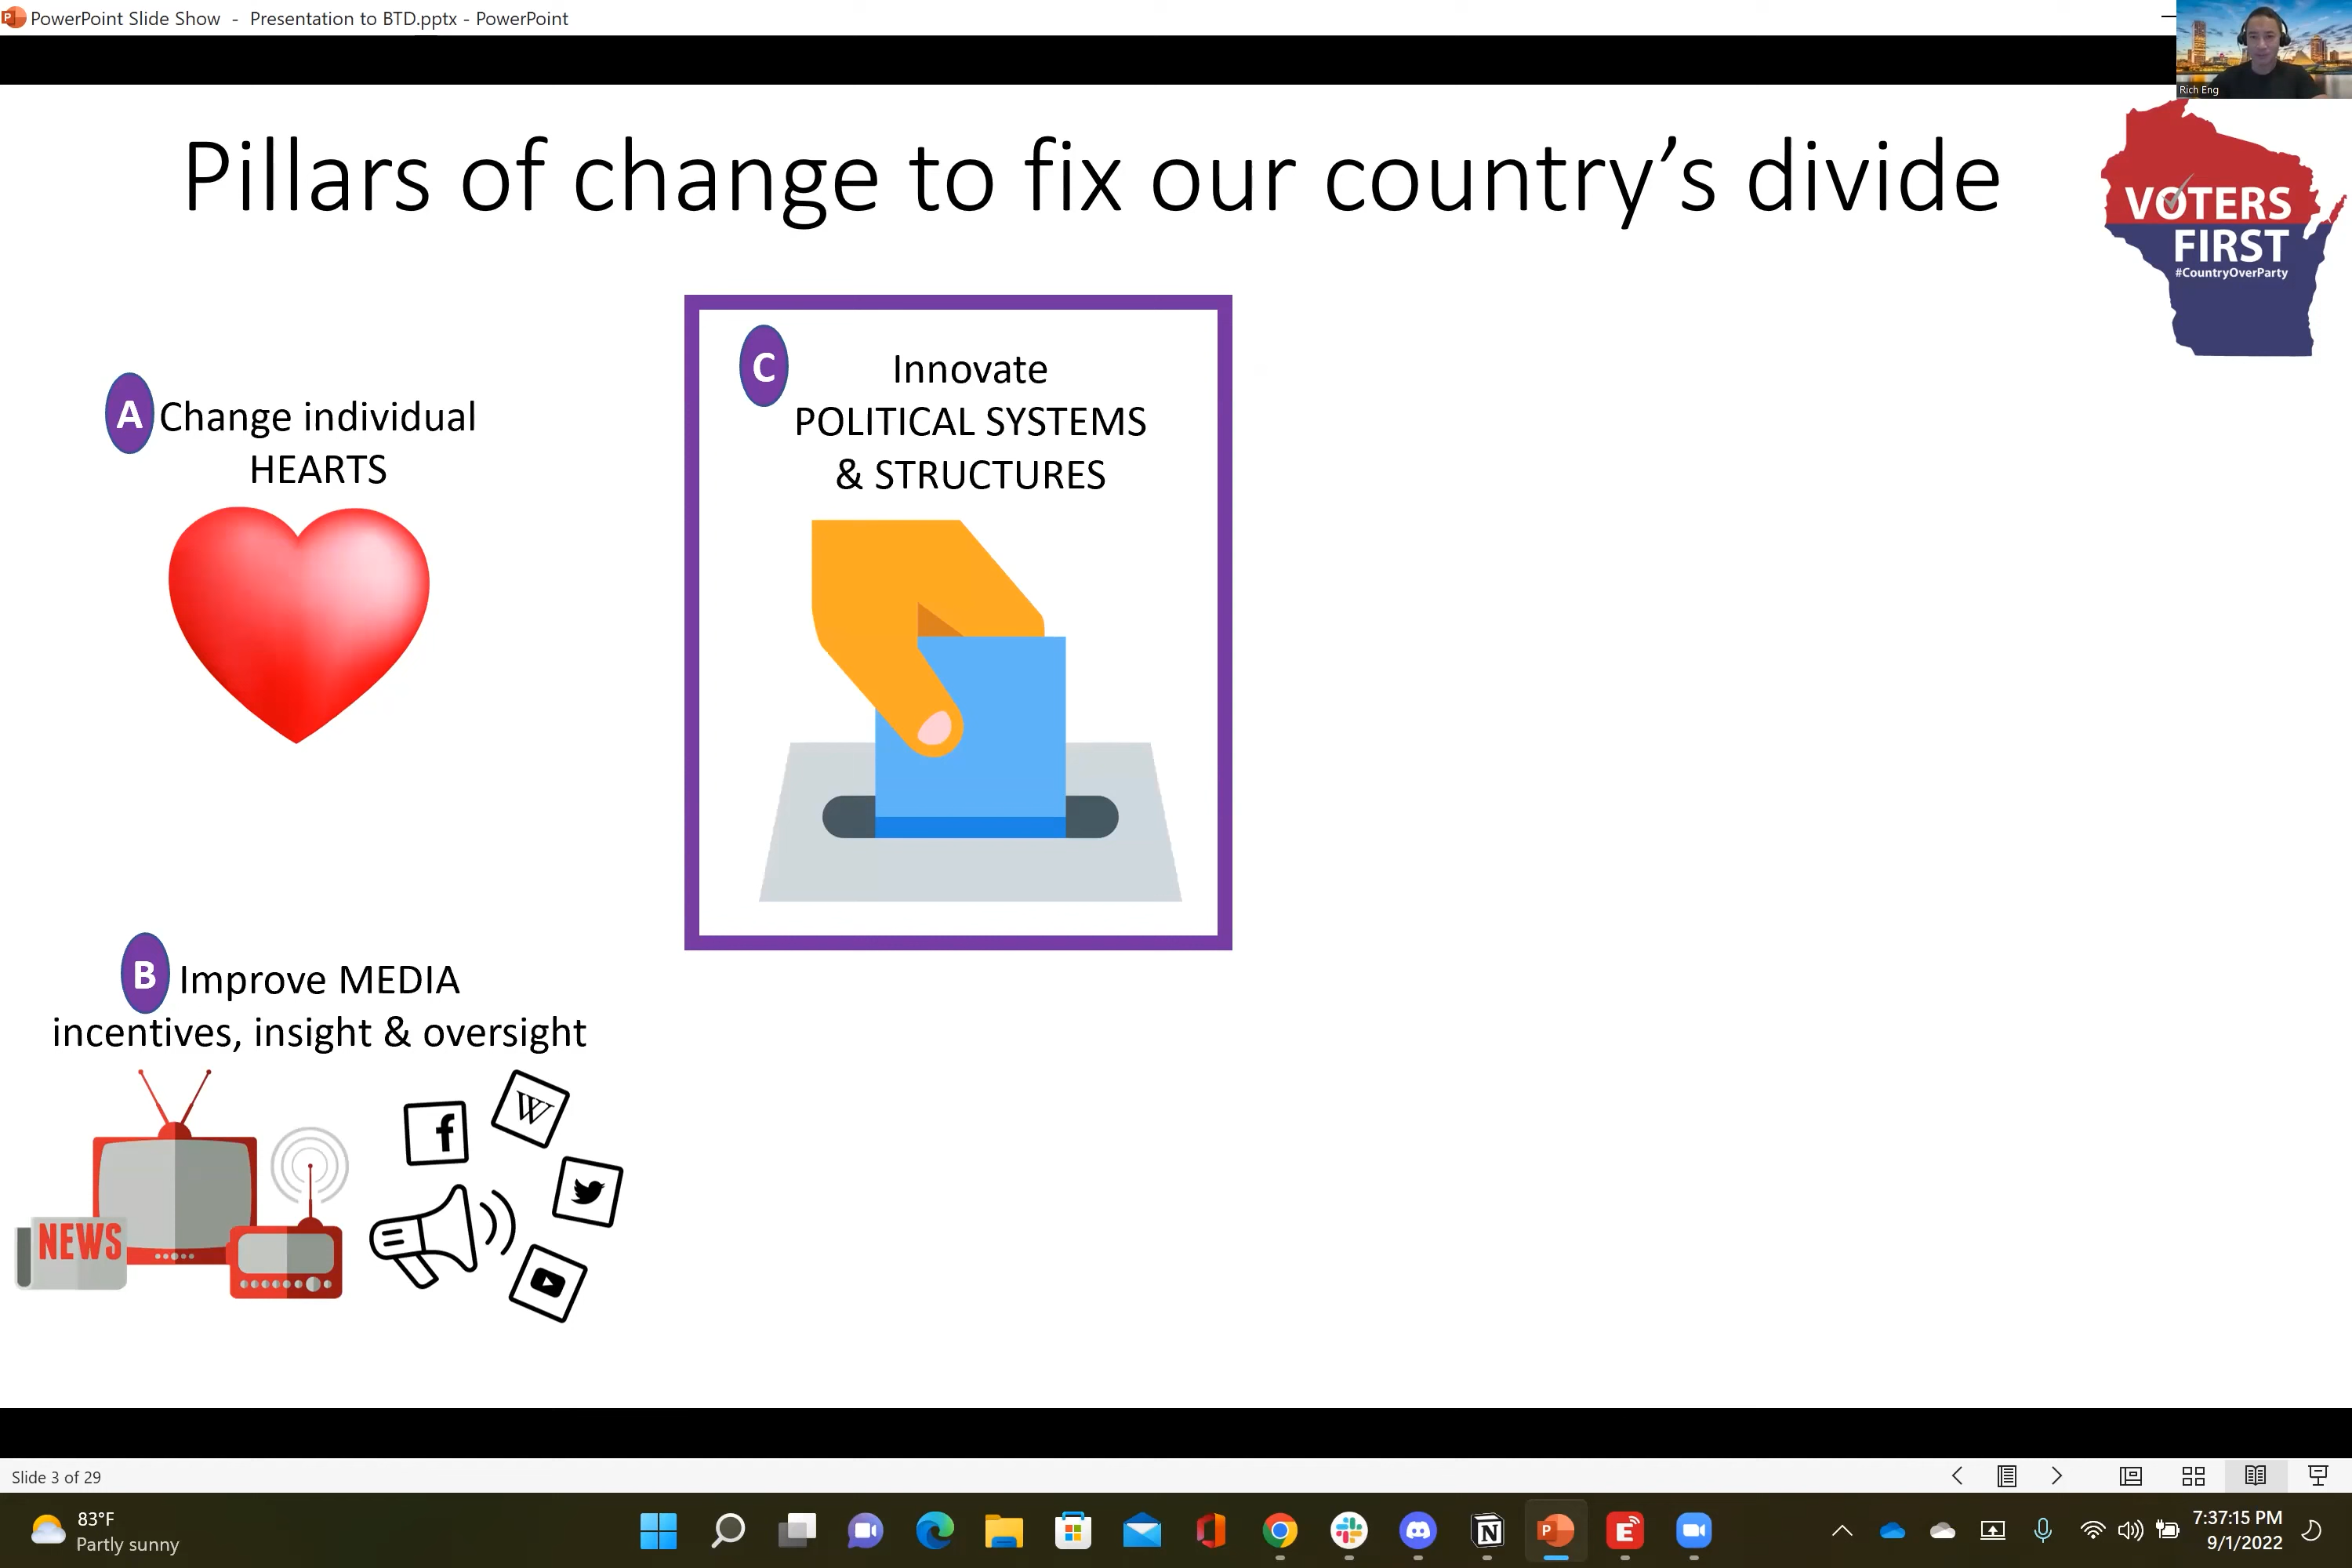 PowerPoint Slide Show - Presentation to BTD.pptx - PowerPoint
Rich Eng
Pillars of change to fix our country's divide
VOTERS
FIRST
#CountryOverParty
A Change individual
HEARTS
C Innovate
POLITICAL SYSTEMS
& STRUCTURES
B Improve MEDIA
incentives, insight & oversight
NEWS
f
W
Slide 3 of 29
83°F
Partly sunny
N
P
E
7:37:15 PM
9/1/2022